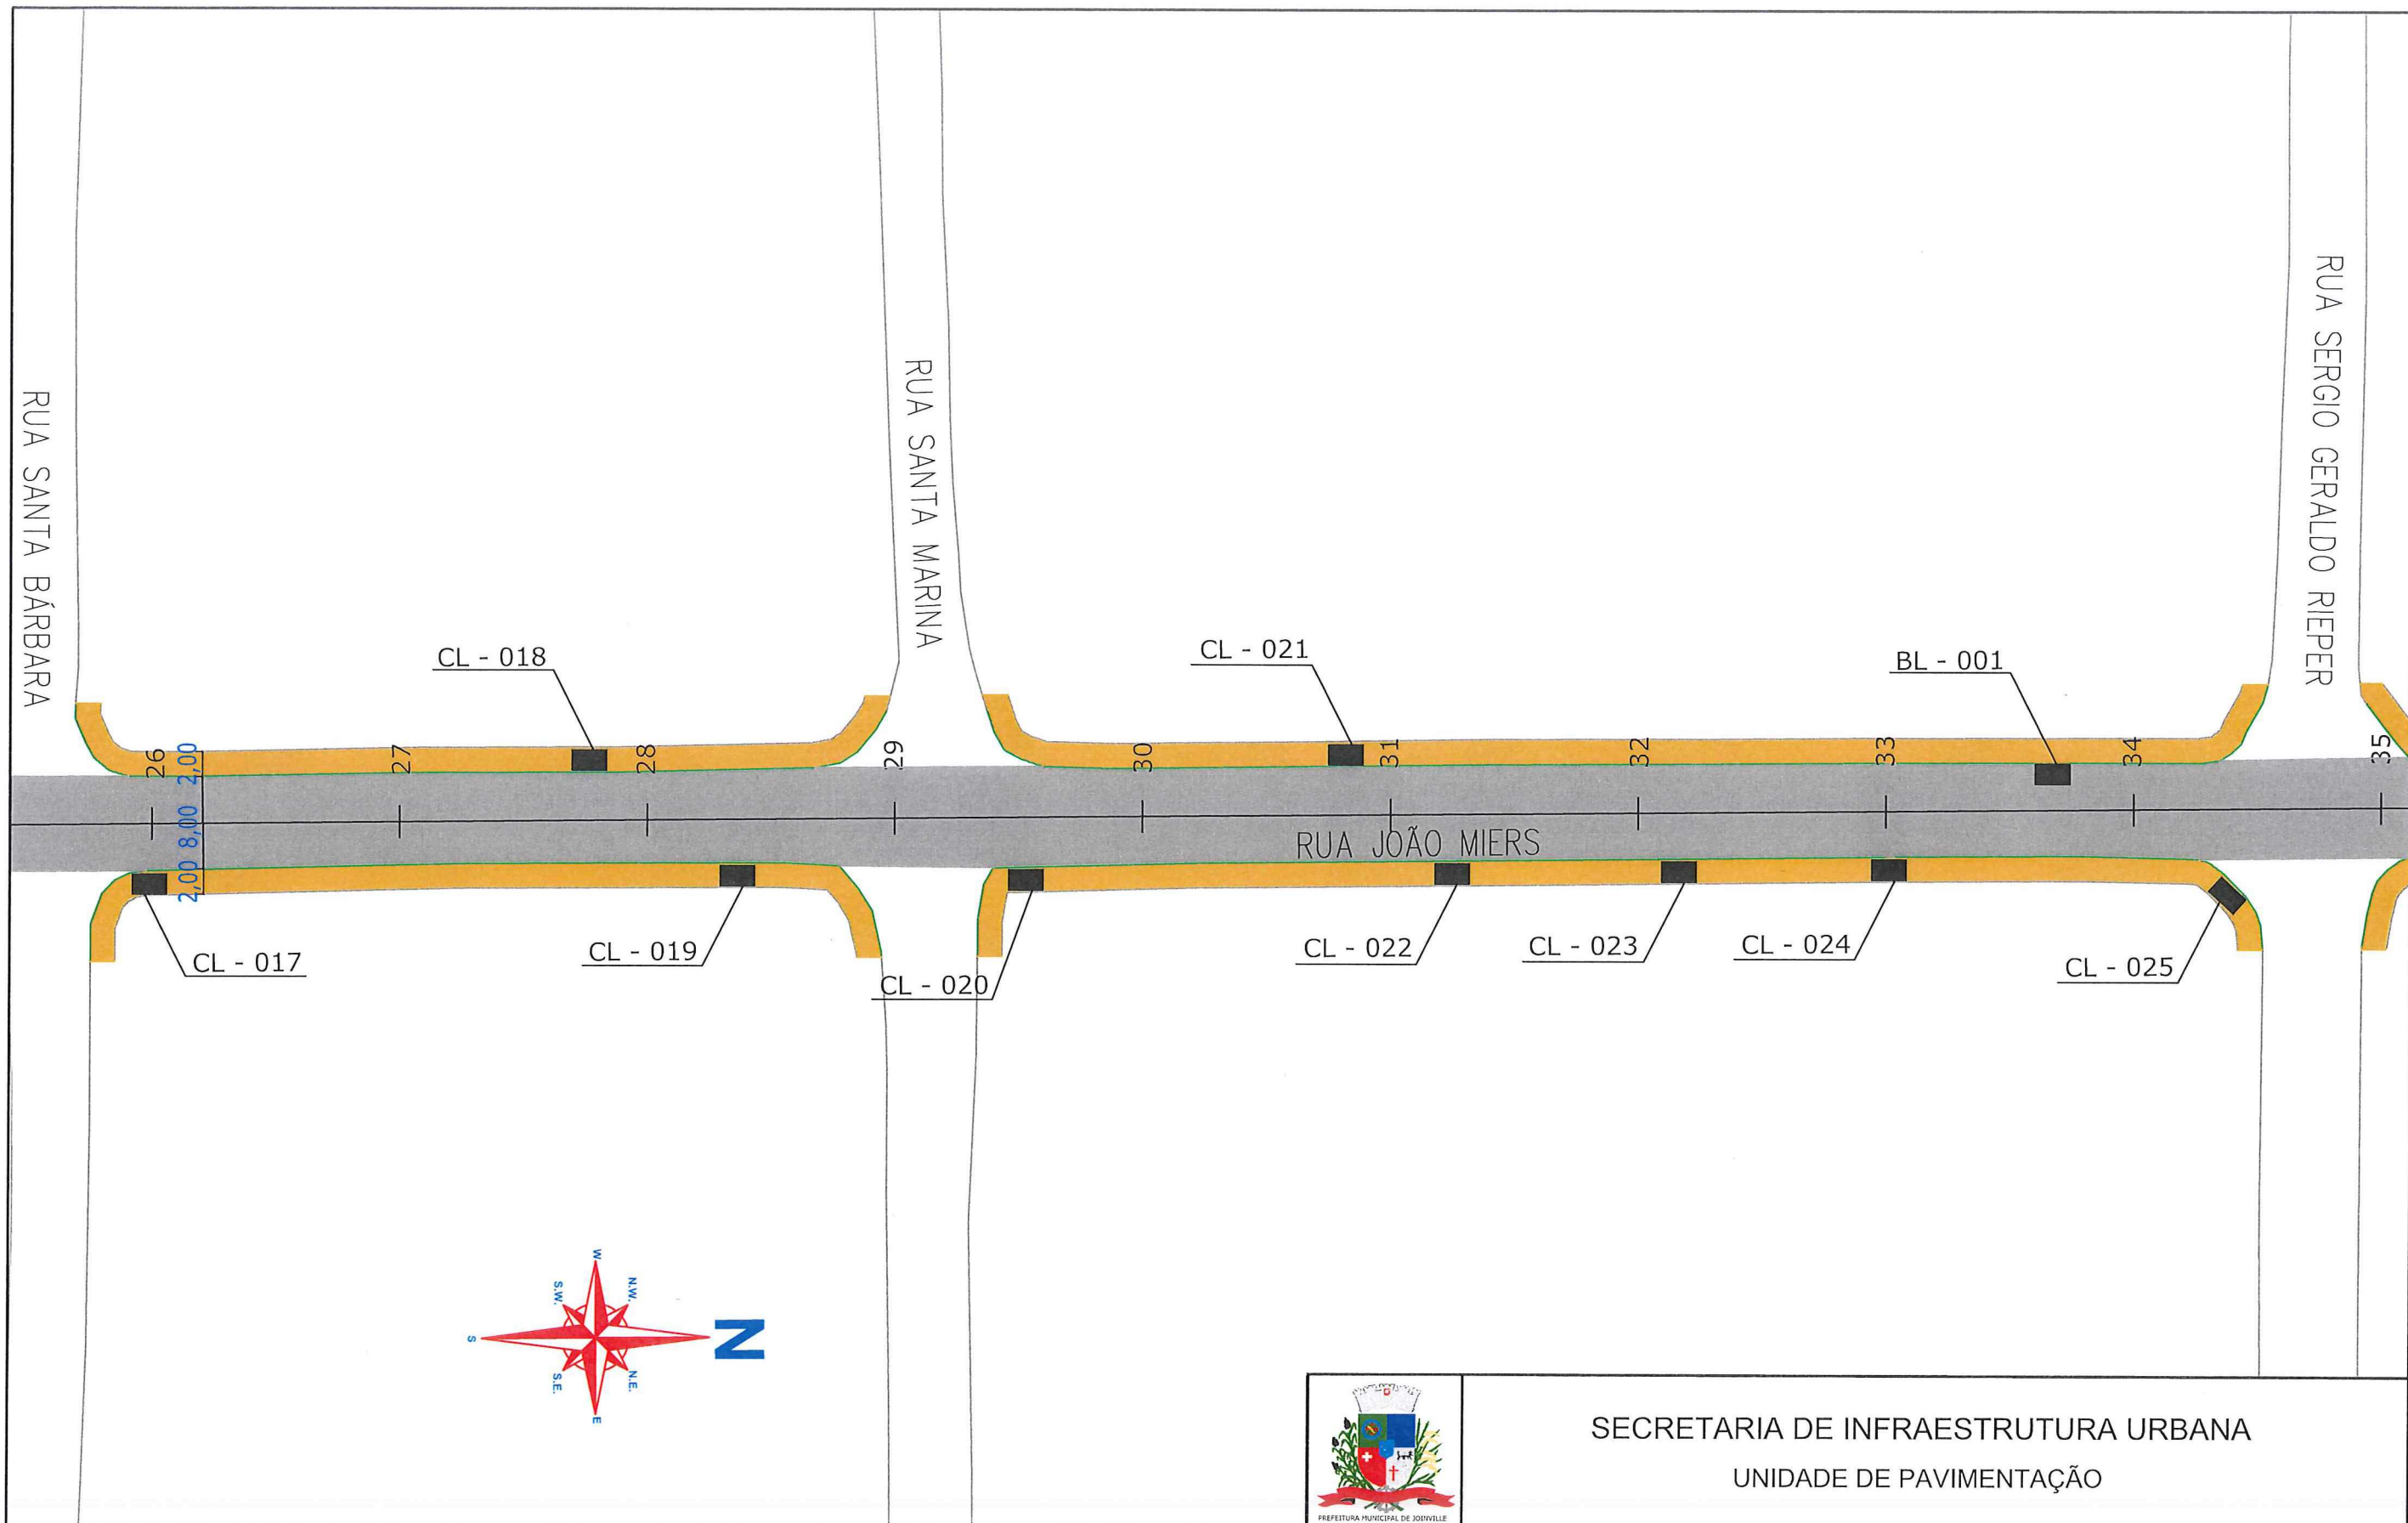 RUA SANTA BÁRBARA
RUA SANTA MARINA
RUA SERGIO GERALDO RIEPER
CL - 018
CL - 021
BL - 001
26
27
28
29
30
31
32
33
34
35
2,00
8,00
2,00
RUA JOÃO MIERS
CL - 017
CL - 019
CL - 020
CL - 022
CL - 023
CL - 024
CL - 025
W
N.W.
S.W.
N
S
N.E.
S.E.
E
SECRETARIA DE INFRAESTRUTURA URBANA
UNIDADE DE PAVIMENTAÇÃO
PREFEITURA MUNICIPAL DE JOINVILLE